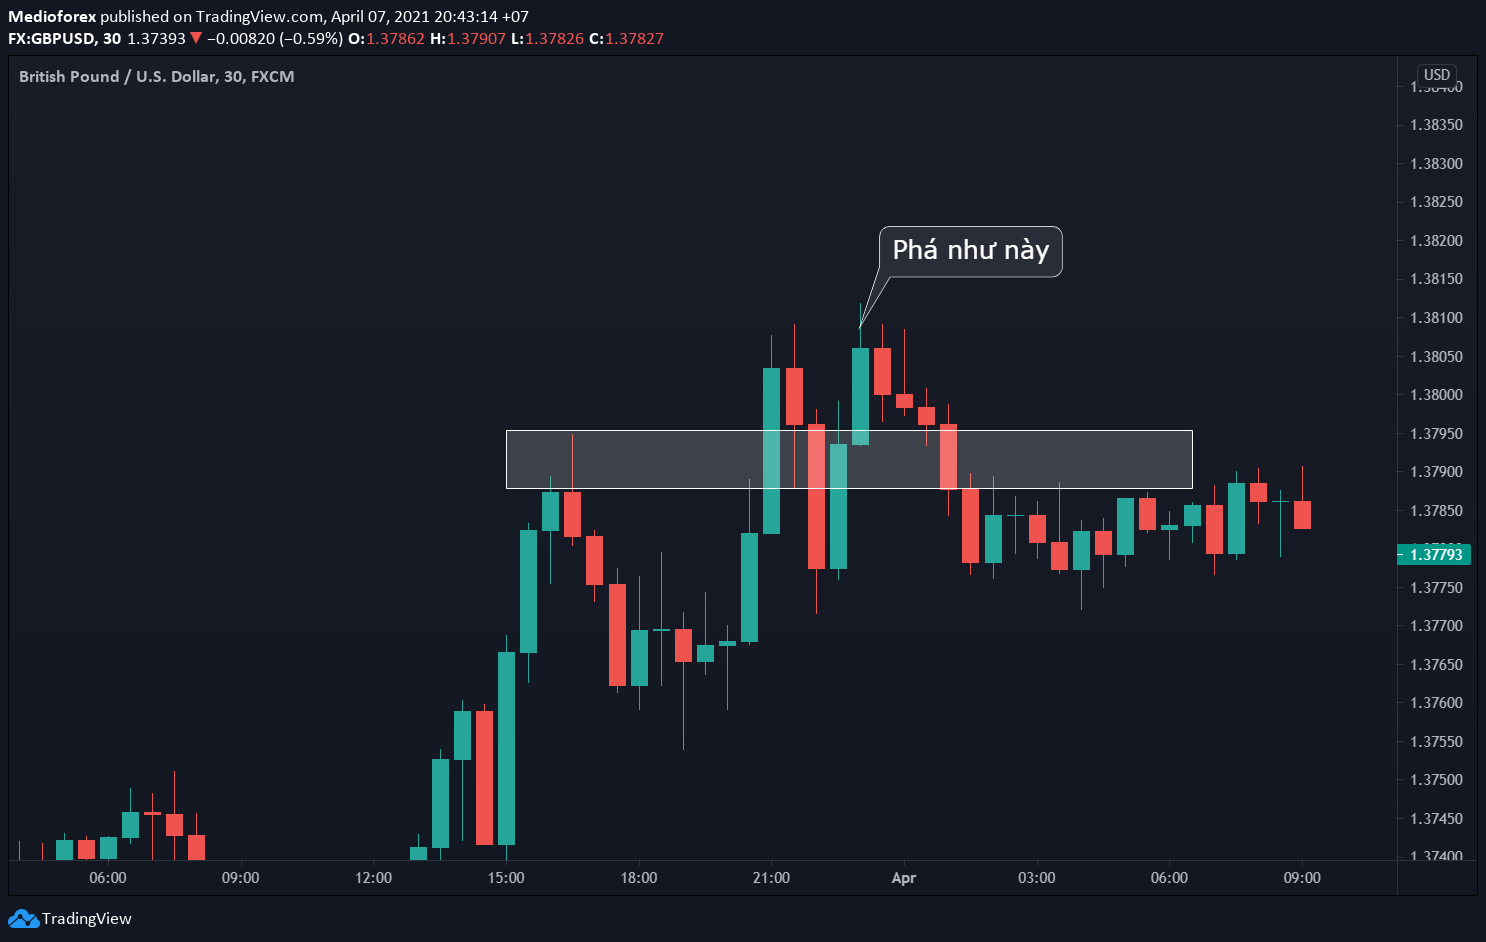 Medioforex published on TradingView.com, April 07, 2021 20:43:14 +07
FX:GBPUSD, 30 1.37393 ▼ −0.00820 (−0.59%) O:1.37862 H:1.37907 L:1.37826 C:1.37827
British Pound / U.S. Dollar, 30, FXCM
USD
1.38350
1.38300
1.38250
1.38200
Phá như này
1.38150
1.38100
1.38050
1.38000
1.37950
1.37900
1.37850
1.37793
1.37750
1.37700
1.37650
1.37600
1.37550
1.37500
1.37450
1.37400
06:00 09:00 12:00 15:00 18:00 21:00 Apr 03:00 06:00 09:00
TradingView